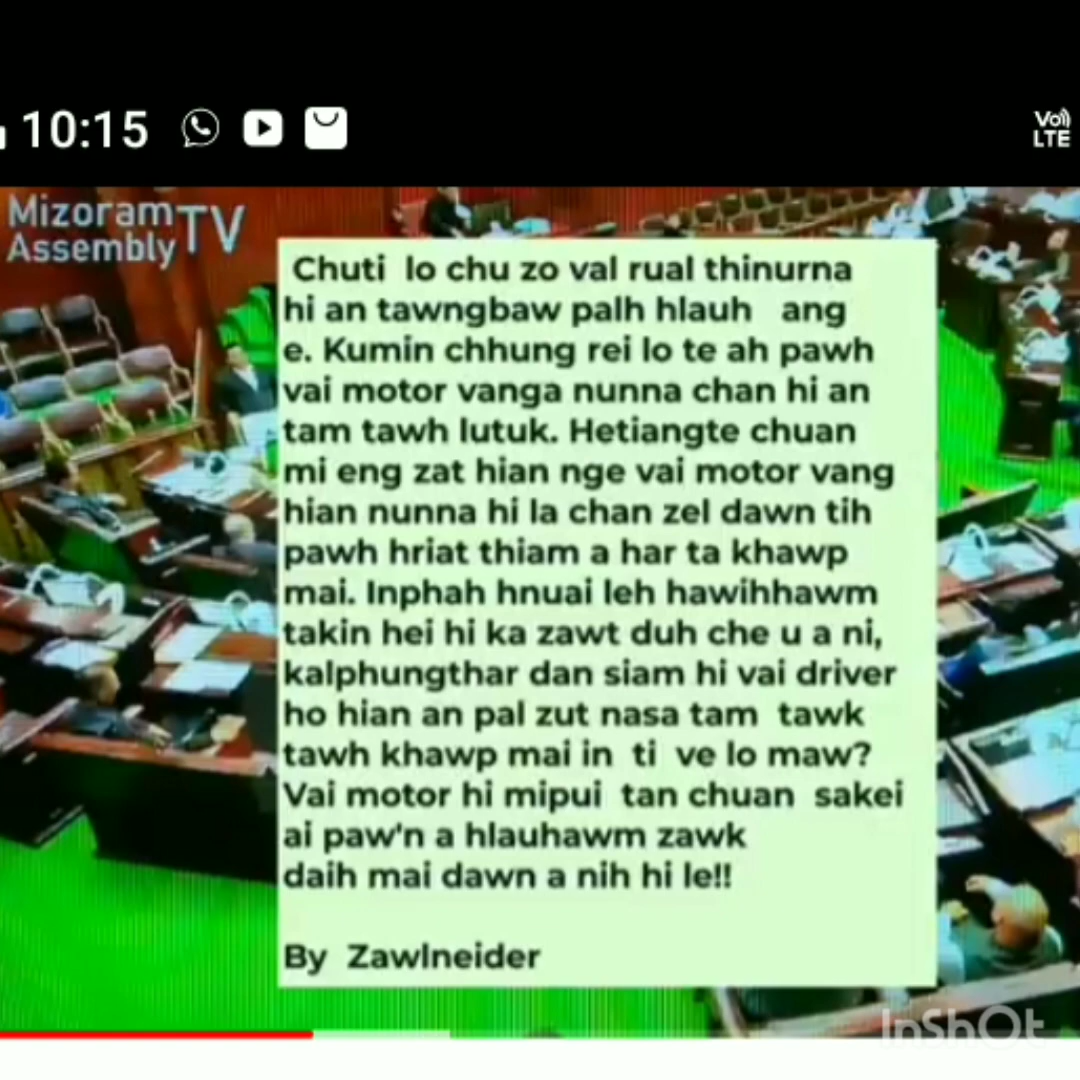 10:15
Vo)) LTE
Mizoram
Assembly TV
Chuti lo chu zo val rual thinurna
hi an tawngbaw palh hlauh ang
e. Kumin chhung rei lo te ah pawh
vai motor vanga nunna chan hi an
tam tawh lutuk. Hetiangte chuan
mi eng zat hian nge vai motor vang
hian nunna hi la chan zel dawn tih
pawh hriat thiam a har ta khawp
mai. Inphah hnuai leh hawihhawm
takin hei hi ka zawt duh che u a ni,
kalphungthar dan siam hi vai driver
ho hian an pal zut nasa tam tawk
tawh khawp mai in ti ve lo maw?
Vai motor hi mipui tan chuan sakei
ai paw'n a hlauhawm zawk
daih mai dawn a nih hi le!!
By Zawlneider
InShOt